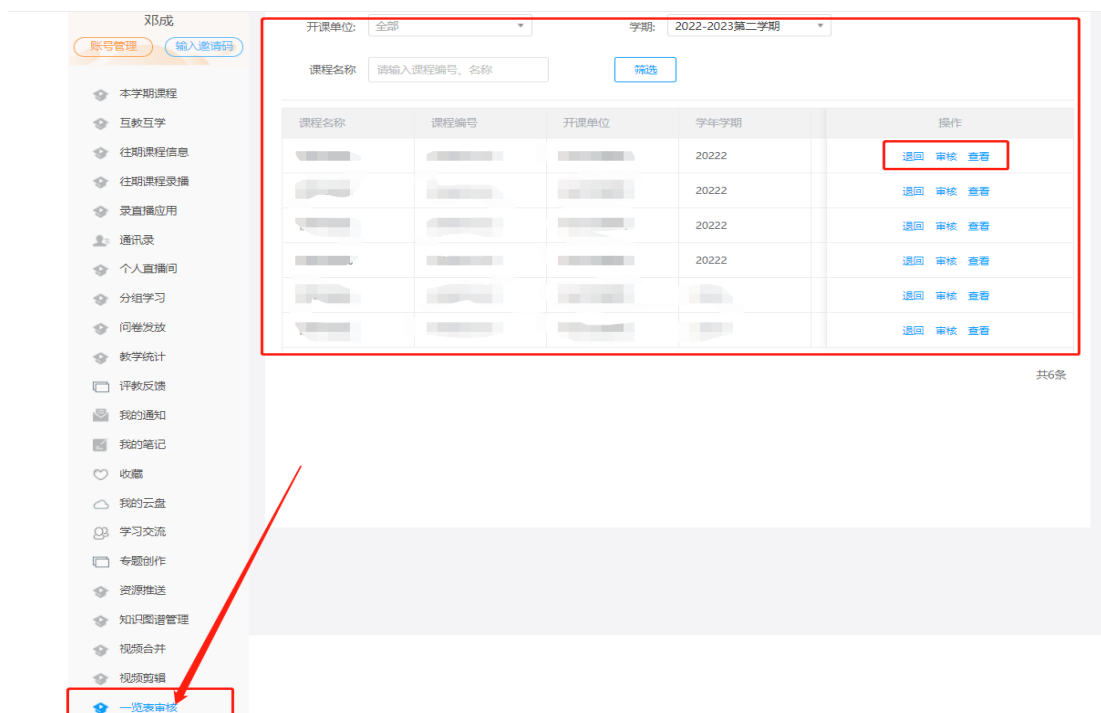 邓成
账号管理 输入邀请码
本学期课程
互教互学
往期课程信息
往期课程录播
录直播应用
通讯录
个人直播间
分组学习
问卷发放
教学统计
评教反馈
我的通知
我的笔记
收藏
我的云盘
学习交流
专题创作
资源推送
知识图谱管理
视频合并
视频剪辑
一览表审核
开课单位: 全部 学期: 2022-2023第二学期
课程名称 请输入课程编号、名称 筛选
课程名称 课程编号 开课单位 学年学期 操作
20222 退回 审核 查看
20222 退回 审核 查看
20222 退回 审核 查看
20222 退回 审核 查看
退回 审核 查看
退回 审核 查看
共6条